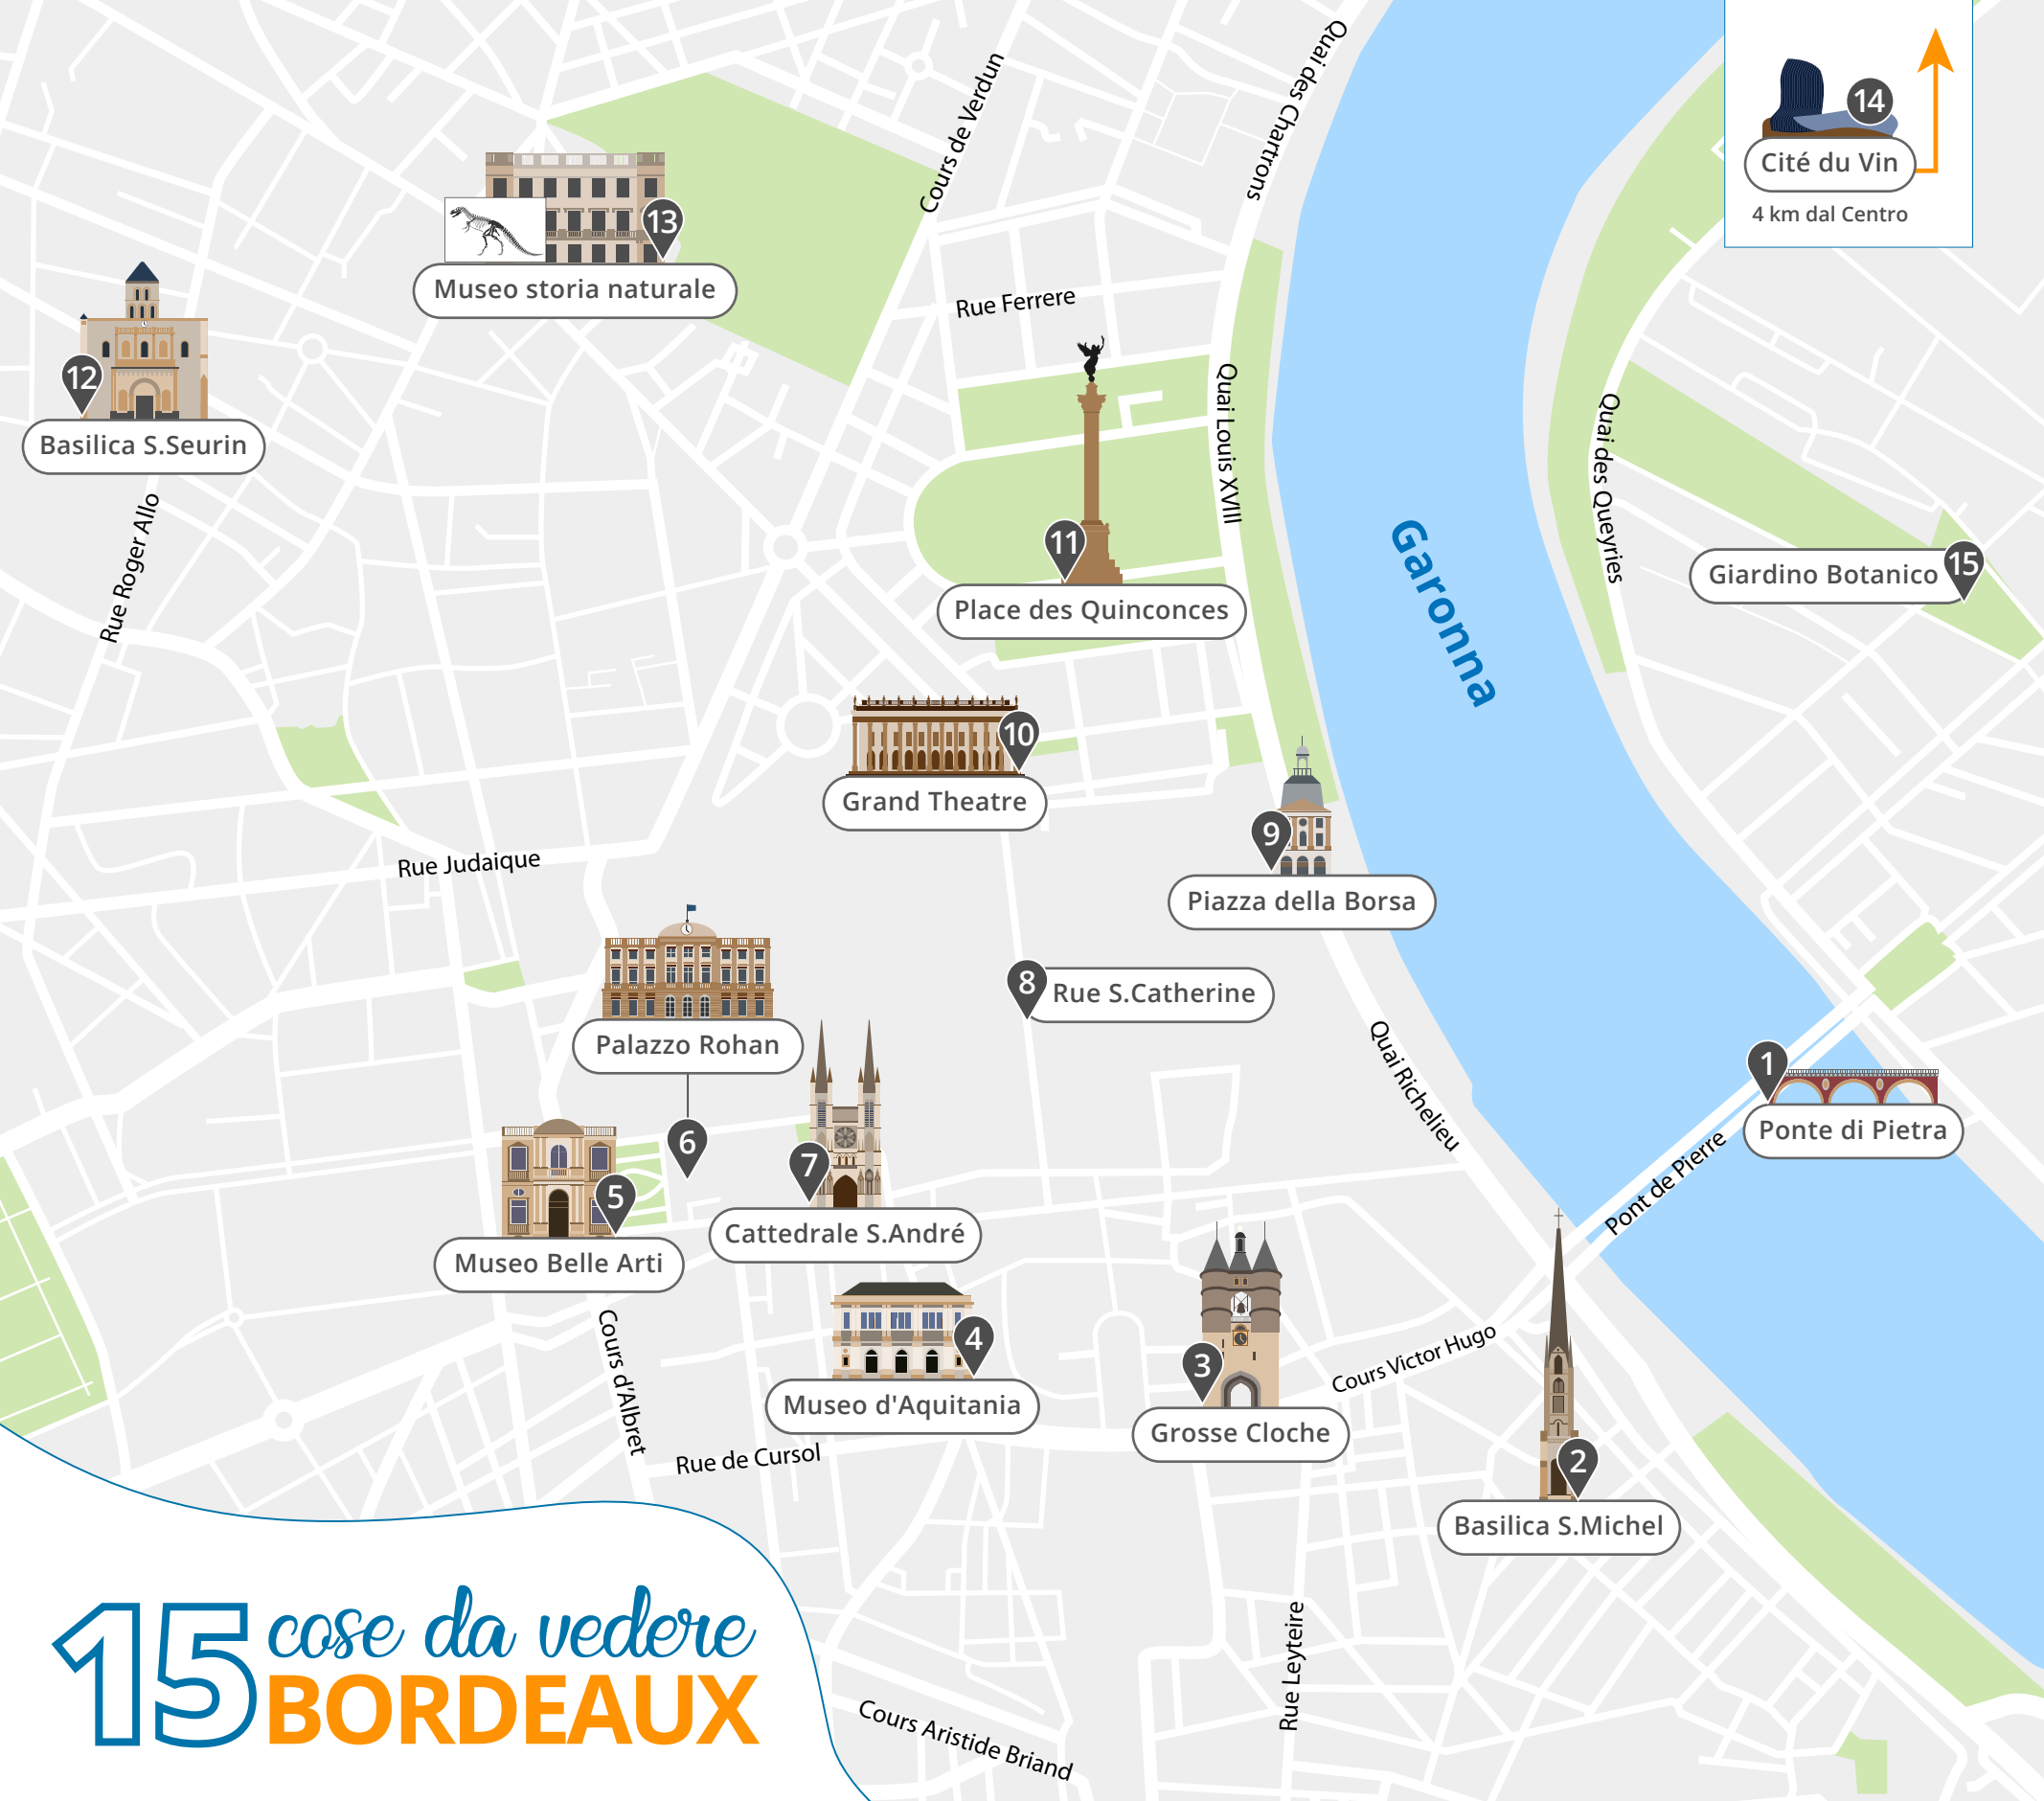 Quai des Chartrons
Cours de Verdun
14
Cité du Vin
4 km dal Centro
13
Museo storia naturale
Rue Ferrere
12
Basilica S.Seurin
Quai Louis XVIII
Quai des Queyries
Rue Roger Allo
11
Place des Quinconces
Garonna
15
Giardino Botanico
10
Grand Theatre
9
Piazza della Borsa
Rue Judaique
8
Rue S.Catherine
Palazzo Rohan
6
Quai Richelieu
1
Ponte di Pietra
Pont de Pierre
7
Cattedrale S.André
5
Museo Belle Arti
4
Museo d'Aquitania
3
Grosse Cloche
Cours Victor Hugo
Cours d'Albret
Rue de Cursol
2
Basilica S.Michel
Rue Leyteire
Cours Aristide Briand
15 cose da vedere
BORDEAUX